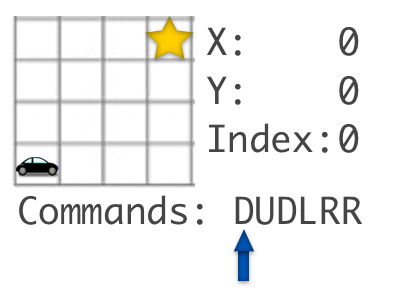 X: 0
Y: 0
Index:0
Commands: DUDLRR